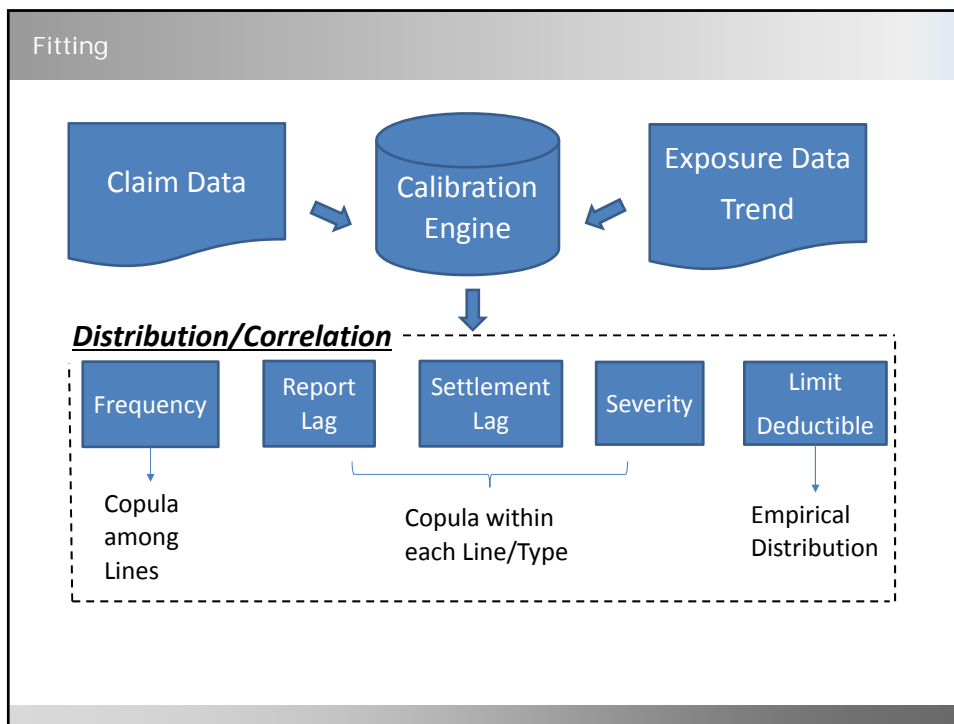 Fitting
Claim Data
Calibration
Engine
Exposure Data
Trend
Distribution/Correlation
Frequency
Report
Lag
Settlement
Lag
Severity
Limit
Deductible
Copula
among
Lines
Copula within
each Line/Type
Empirical
Distribution